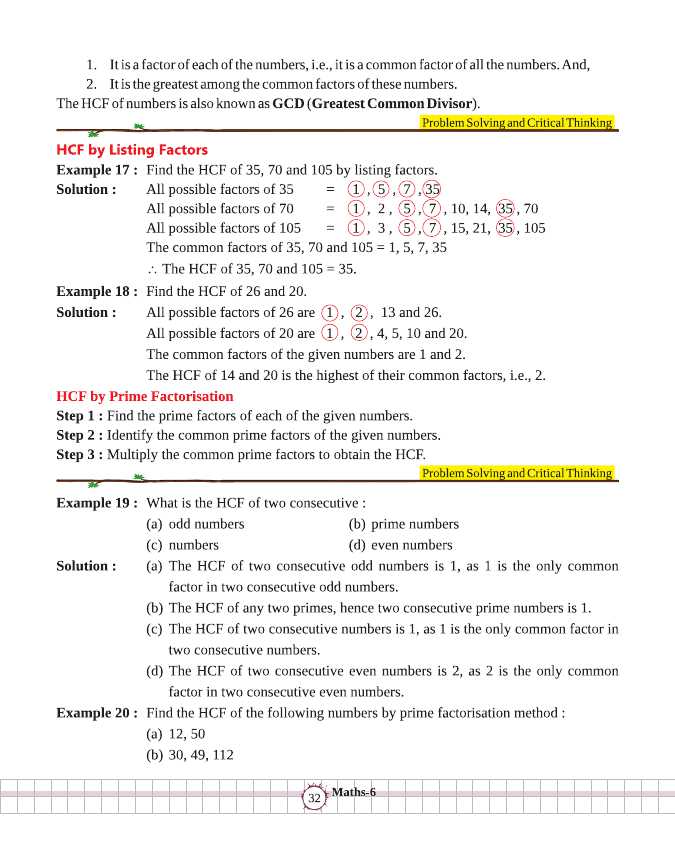 1. It is a factor of each of the numbers, i.e., it is a common factor of all the numbers. And,
2. It is the greatest among the common factors of these numbers.
The HCF of numbers is also known as GCD (Greatest Common Divisor).
Problem Solving and Critical Thinking
HCF by Listing Factors
Example 17 : Find the HCF of 35, 70 and 105 by listing factors.
Solution : All possible factors of 35 = 1 , 5 , 7 , 35
All possible factors of 70 = 1 , 2 , 5 , 7 , 10, 14, 35 , 70
All possible factors of 105 = 1 , 3 , 5 , 7 , 15, 21, 35 , 105
The common factors of 35, 70 and 105 = 1, 5, 7, 35
∴ The HCF of 35, 70 and 105 = 35.
Example 18 : Find the HCF of 26 and 20.
Solution : All possible factors of 26 are 1 , 2 , 13 and 26.
All possible factors of 20 are 1 , 2 , 4, 5, 10 and 20.
The common factors of the given numbers are 1 and 2.
The HCF of 14 and 20 is the highest of their common factors, i.e., 2.
HCF by Prime Factorisation
Step 1 : Find the prime factors of each of the given numbers.
Step 2 : Identify the common prime factors of the given numbers.
Step 3 : Multiply the common prime factors to obtain the HCF.
Problem Solving and Critical Thinking
Example 19 : What is the HCF of two consecutive :
(a) odd numbers (b) prime numbers
(c) numbers (d) even numbers
Solution : (a) The HCF of two consecutive odd numbers is 1, as 1 is the only common
factor in two consecutive odd numbers.
(b) The HCF of any two primes, hence two consecutive prime numbers is 1.
(c) The HCF of two consecutive numbers is 1, as 1 is the only common factor in
two consecutive numbers.
(d) The HCF of two consecutive even numbers is 2, as 2 is the only common
factor in two consecutive even numbers.
Example 20 : Find the HCF of the following numbers by prime factorisation method :
(a) 12, 50
(b) 30, 49, 112
32 Maths-6